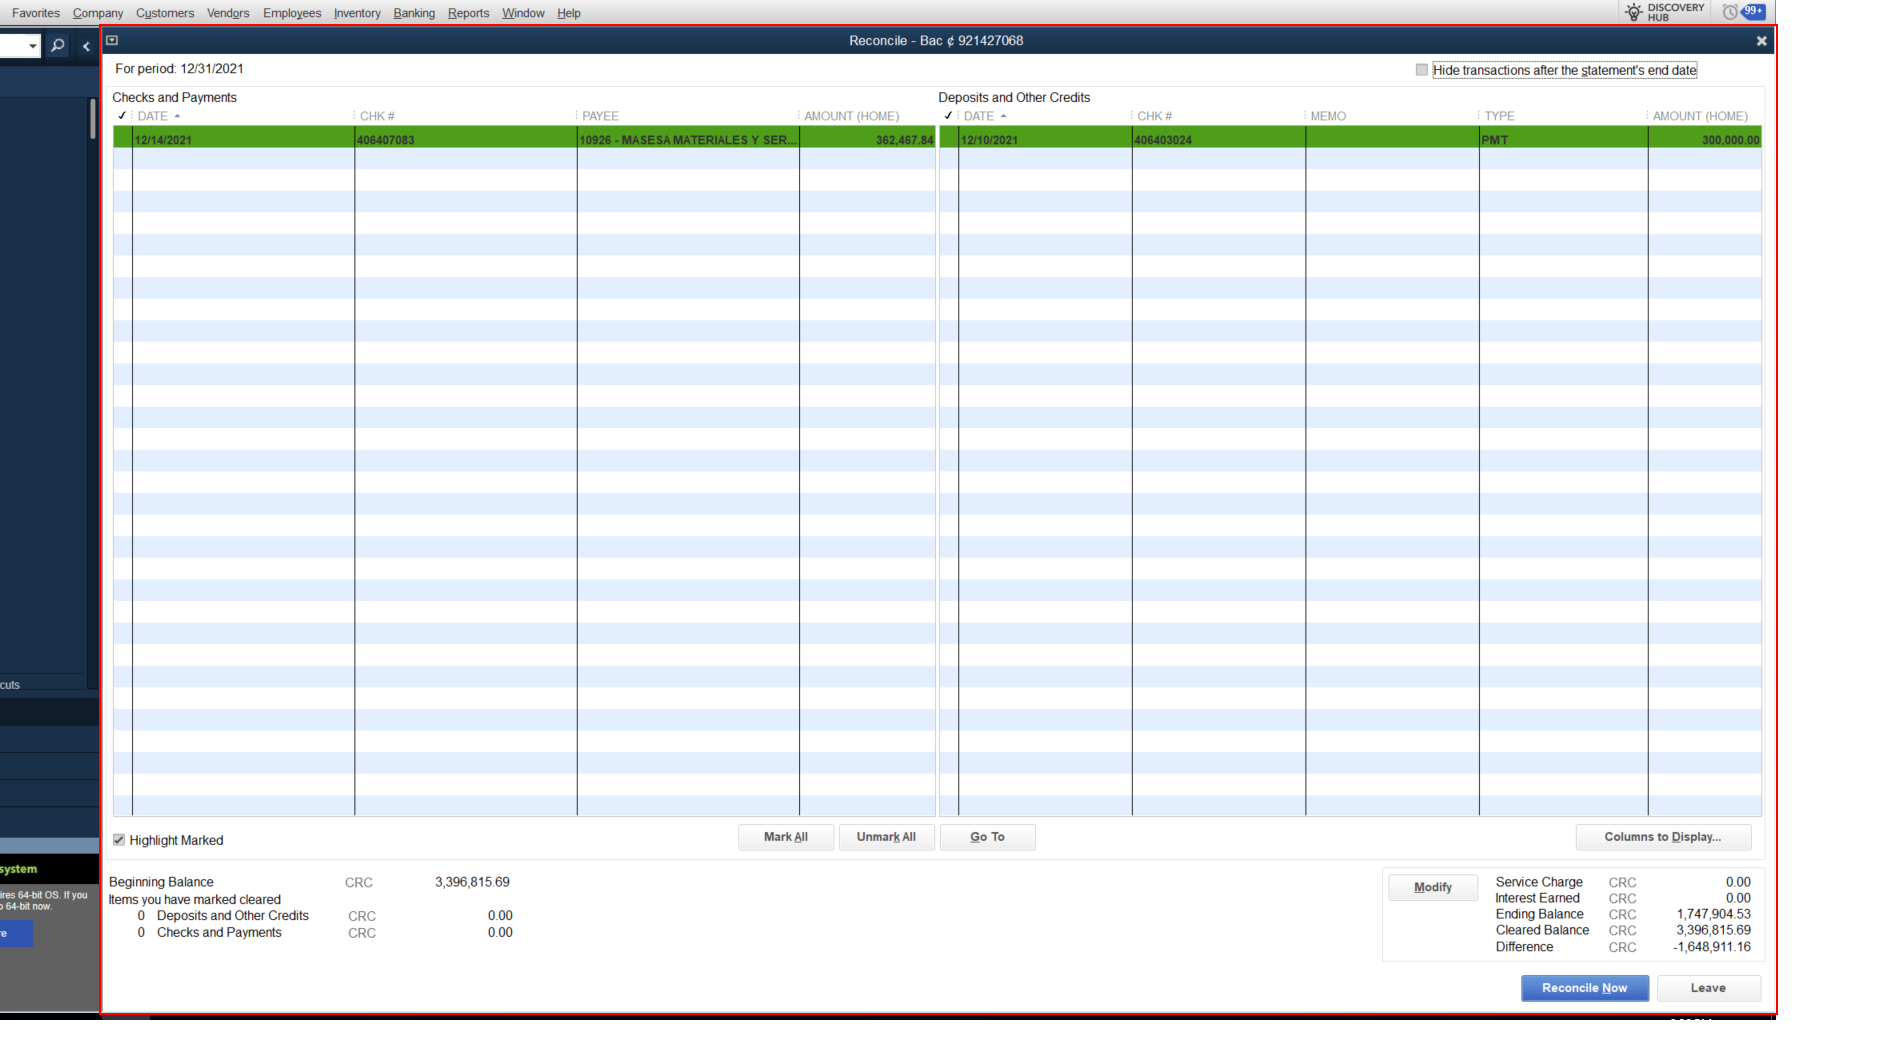 Favorites Company Customers Vendors Employees Inventory Banking Reports Window Help
DISCOVERY HUB 99+
Reconcile - Bac ¢ 921427068
For period: 12/31/2021
Hide transactions after the statement's end date
Checks and Payments
Deposits and Other Credits
✓ DATE CHK # PAYEE AMOUNT (HOME) ✓ DATE CHK # MEMO TYPE AMOUNT (HOME)
12/14/2021 406407083 10926 - MASESA MATERIALES Y SER... 362,467.84 12/10/2021 406403024 PMT 300,000.00
cuts
Highlight Marked
Mark All Unmark All Go To Columns to Display...
system
ires 64-bit OS. If you
o 64-bit now.
re
Beginning Balance CRC 3,396,815.69
Items you have marked cleared
0 Deposits and Other Credits CRC 0.00
0 Checks and Payments CRC 0.00
Modify
Service Charge CRC 0.00
Interest Earned CRC 0.00
Ending Balance CRC 1,747,904.53
Cleared Balance CRC 3,396,815.69
Difference CRC -1,648,911.16
Reconcile Now Leave